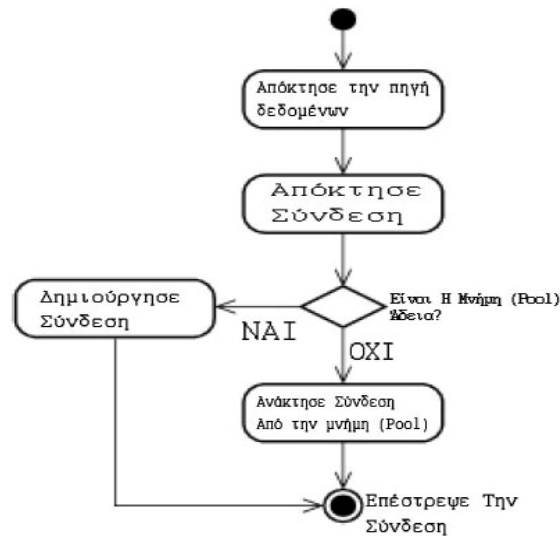 Απόκτησε την πηγή
δεδομένων
Απόκτησε
Σύνδεση
Είναι Η Μνήμη (Pool)
Άδεια?
Δημιούργησε
Σύνδεση
ΝΑΙ
ΟΧΙ
Ανάκτησε Σύνδεση
Από την μνήμη (Pool)
Επέστρεψε Την
Σύνδεση